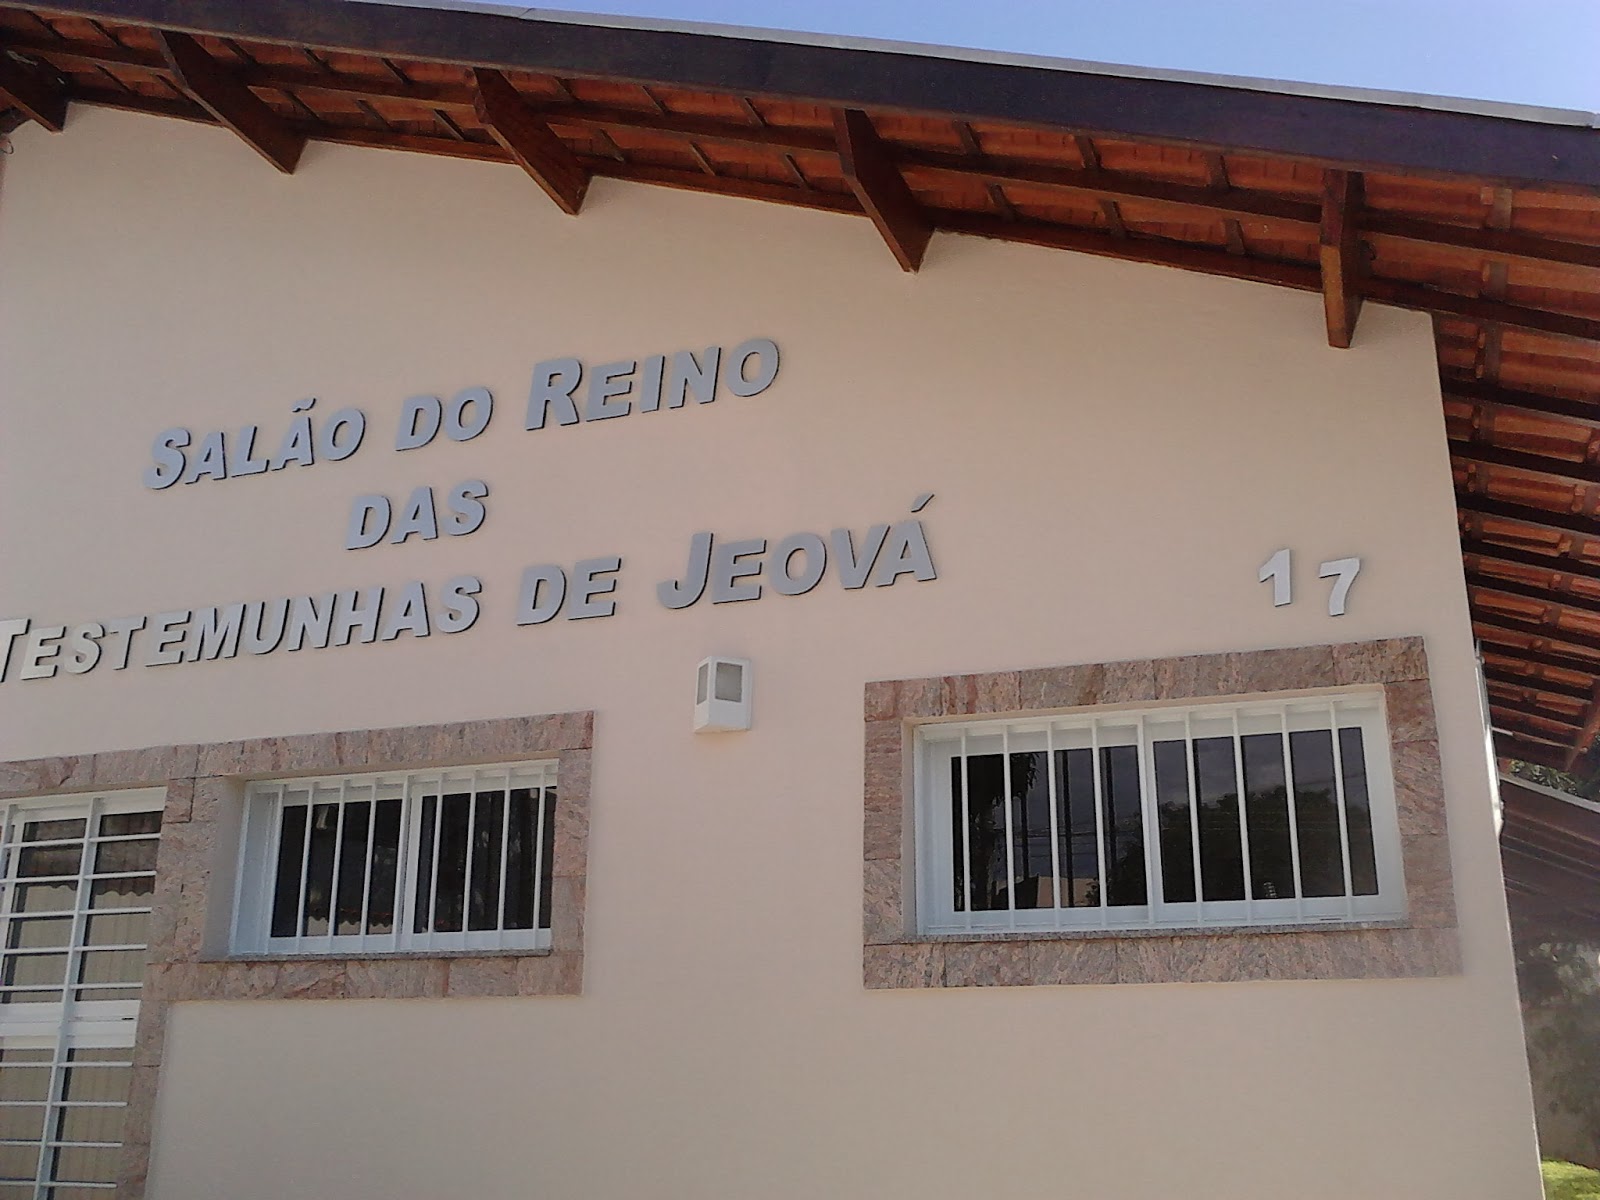 SALÃO DO REINO
DAS
TESTEMUNHAS DE JEOVÁ
17